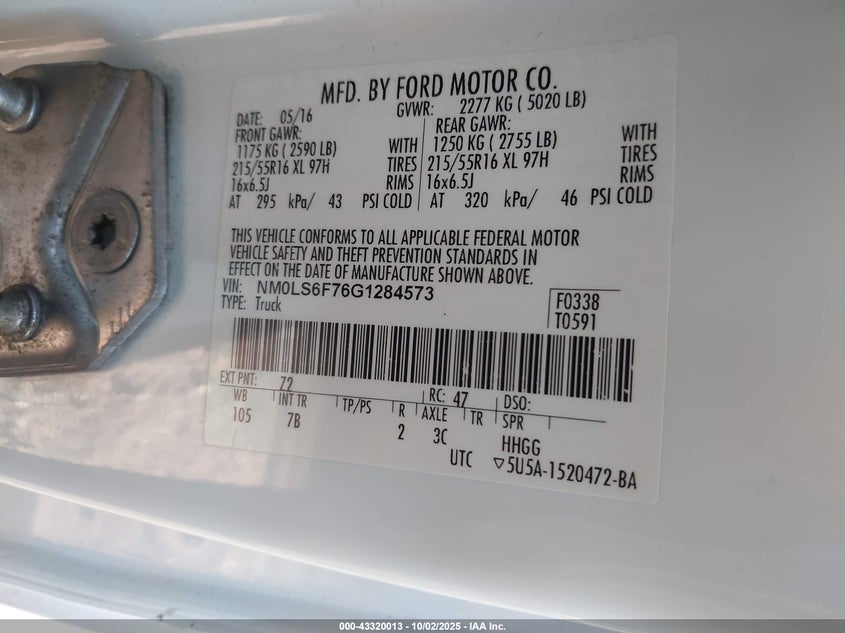 MFD. BY FORD MOTOR CO.
DATE: 05/16 GVWR: 2277 KG ( 5020 LB)
FRONT GAWR: REAR GAWR:
1175 KG ( 2590 LB) WITH 1250 KG ( 2755 LB) WITH
215/55R16 XL 97H TIRES 215/55R16 XL 97H TIRES
16x6.5J RIMS 16x6.5J RIMS
AT 295 kPa/ 43 PSI COLD AT 320 kPa/ 46 PSI COLD
THIS VEHICLE CONFORMS TO ALL APPLICABLE FEDERAL MOTOR
VEHICLE SAFETY AND THEFT PREVENTION STANDARDS IN
EFFECT ON THE DATE OF MANUFACTURE SHOWN ABOVE.
VIN: NM0LS6F76G1284573 F0338
TYPE: Truck T0591
EXT PNT: 72 RC: 47 DSO:
WB INT TR TP/PS R AXLE TR SPR
105 7B 2 3C HHGG
UTC ▽5U5A-1520472-BA
000-43320013 - 10/02/2025 - IAA Inc.